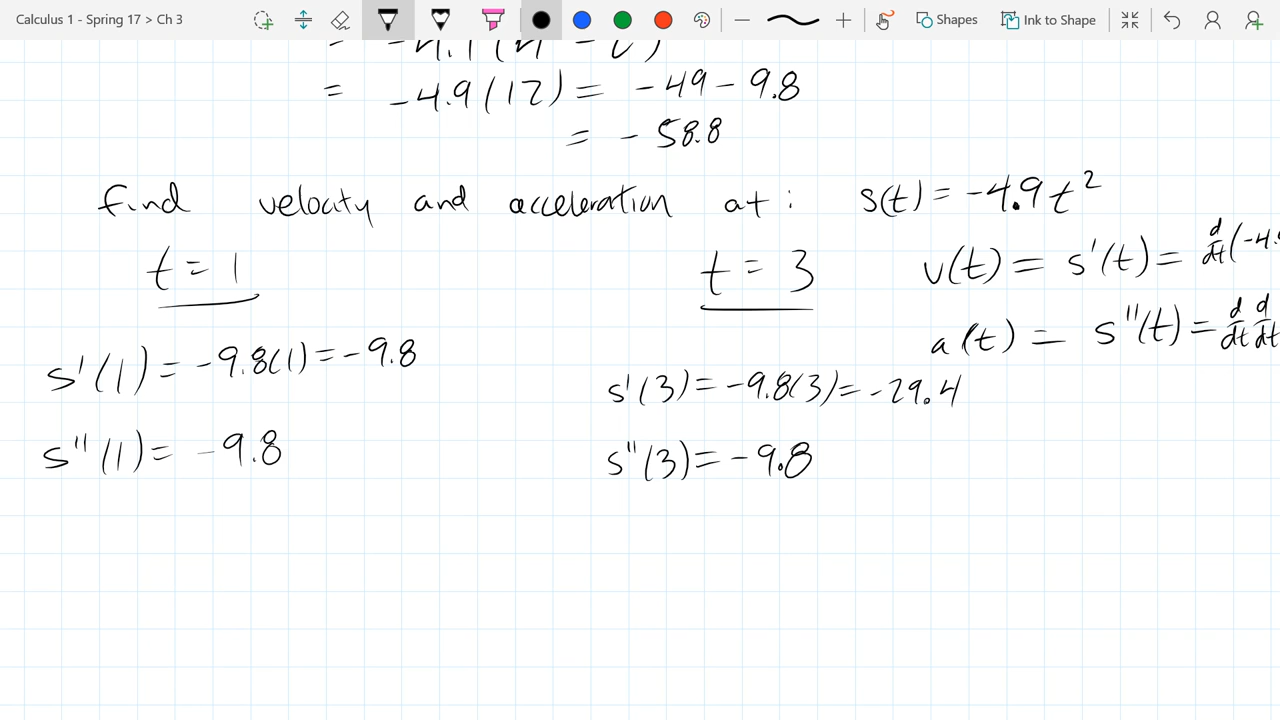 Calculus 1 - Spring 17 > Ch 3
Shapes
Ink to Shape
= -4.9(12) = -49 - 9.8
= -58.8
find velocity and acceleration at: s(t) = -4.9t²
t = 1
t = 3
v(t) = s'(t) = d/dt(-4.
a(t) = s''(t) = d/dt d/dt
s'(1) = -9.8(1) = -9.8
s'(3) = -9.8(3) = -29.4
s''(1) = -9.8
s''(3) = -9.8